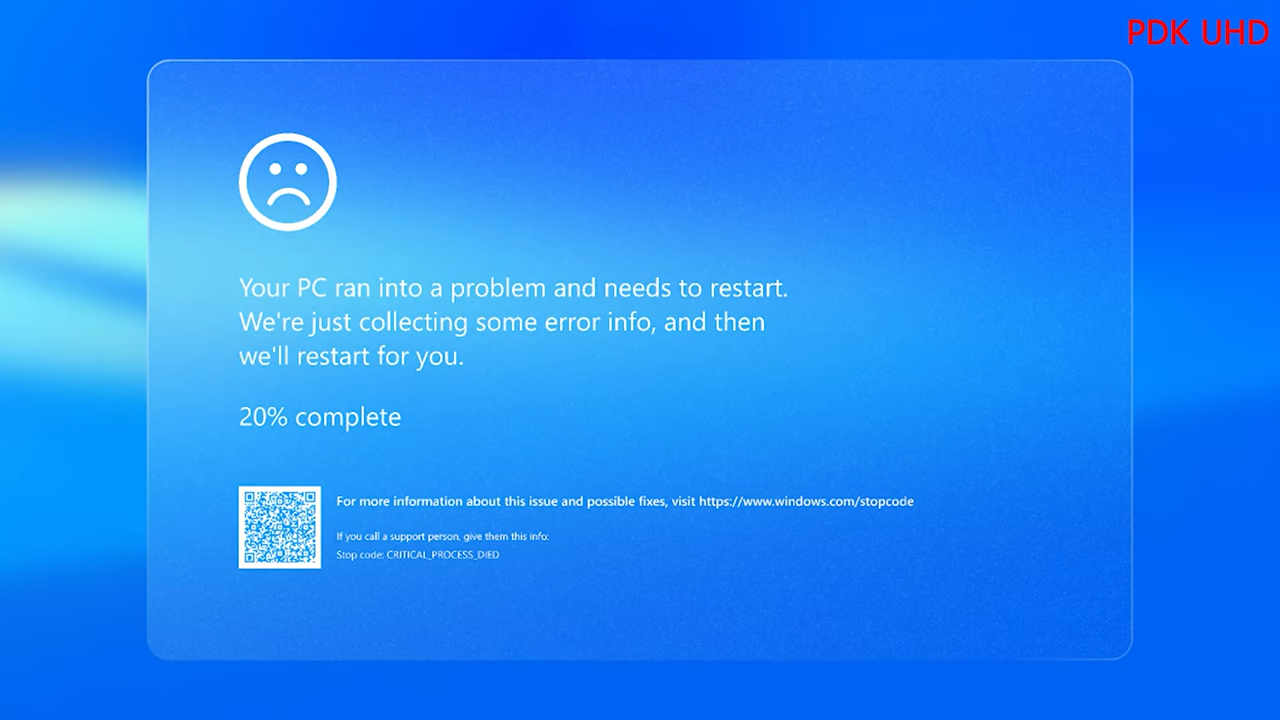 PDK UHD
Your PC ran into a problem and needs to restart.
We're just collecting some error info, and then
we'll restart for you.
20% complete
For more information about this issue and possible fixes, visit https://www.windows.com/stopcode
If you call a support person, give them this info:
Stop code: CRITICAL_PROCESS_DIED